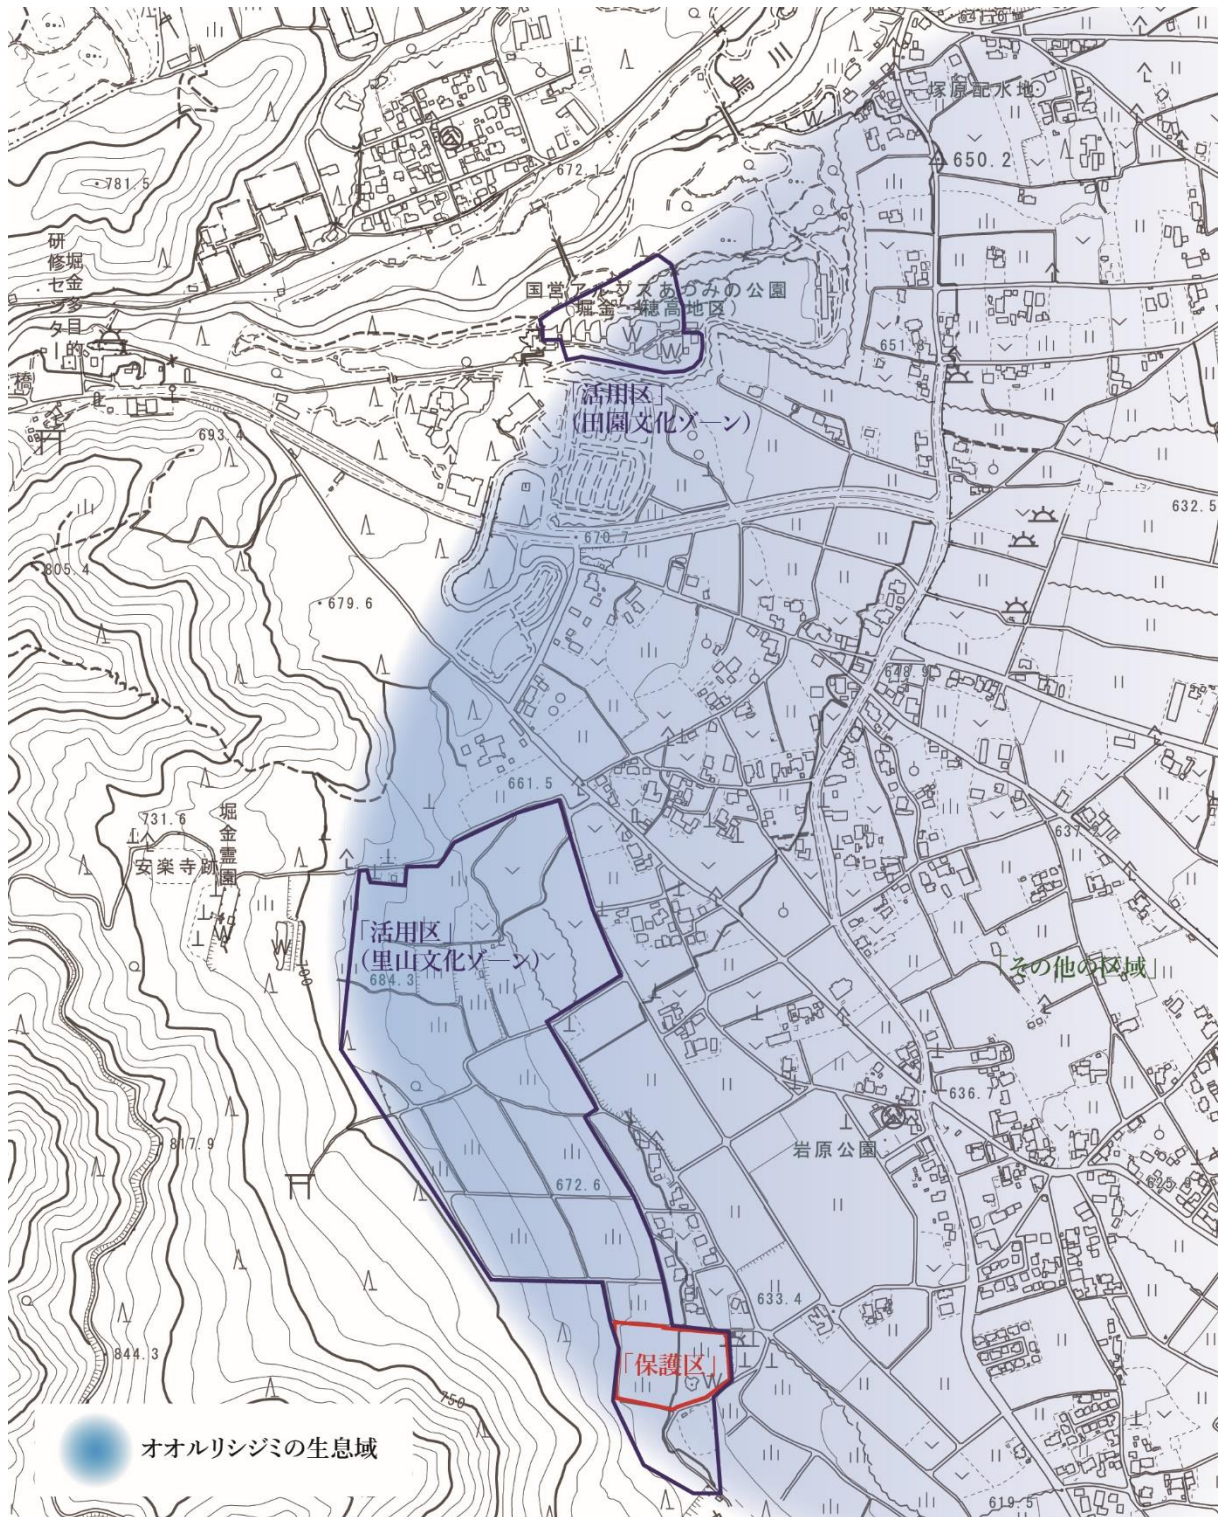 烏川
塚原配水地
650.2
672.1
781.5
堀金多目的
研修センター
国営アルプスあづみの公園
(堀金・穂高地区)
651.8
橋
「活用区」
(田園文化ゾーン)
693.4
632.5
670.7
805.4
679.6
648.9
661.5
731.6
堀金霊園
安楽寺跡
「活用区」
(里山文化ゾーン)
684.3
700
「その他の区域」
636.7
817.9
岩原公園
672.6
633.4
844.3
「保護区」
750
オオルリシジミの生息域
619.5